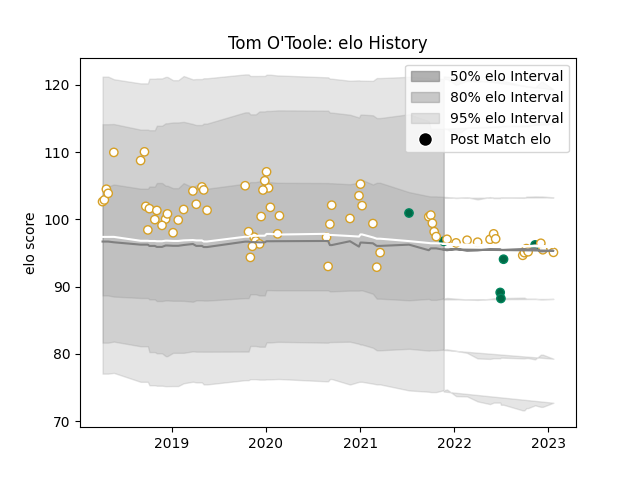 Tom O'Toole: elo History
120
110
100
90
80
70
elo score
50% elo Interval
80% elo Interval
95% elo Interval
Post Match elo
2019
2020
2021
2022
2023